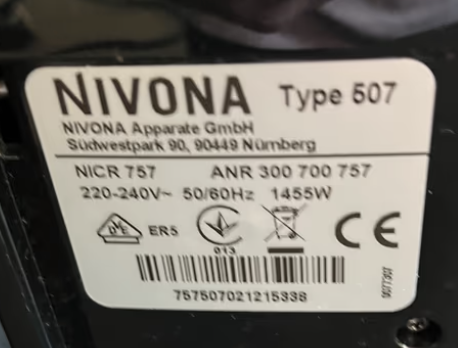 NIVONA Type 507
NIVONA Apparate GmbH
Südwestpark 90, 90449 Nürnberg
NICR 757 ANR 300 700 757
220-240V~ 50/60Hz 1455W
ER5
013
CE
757507021215338